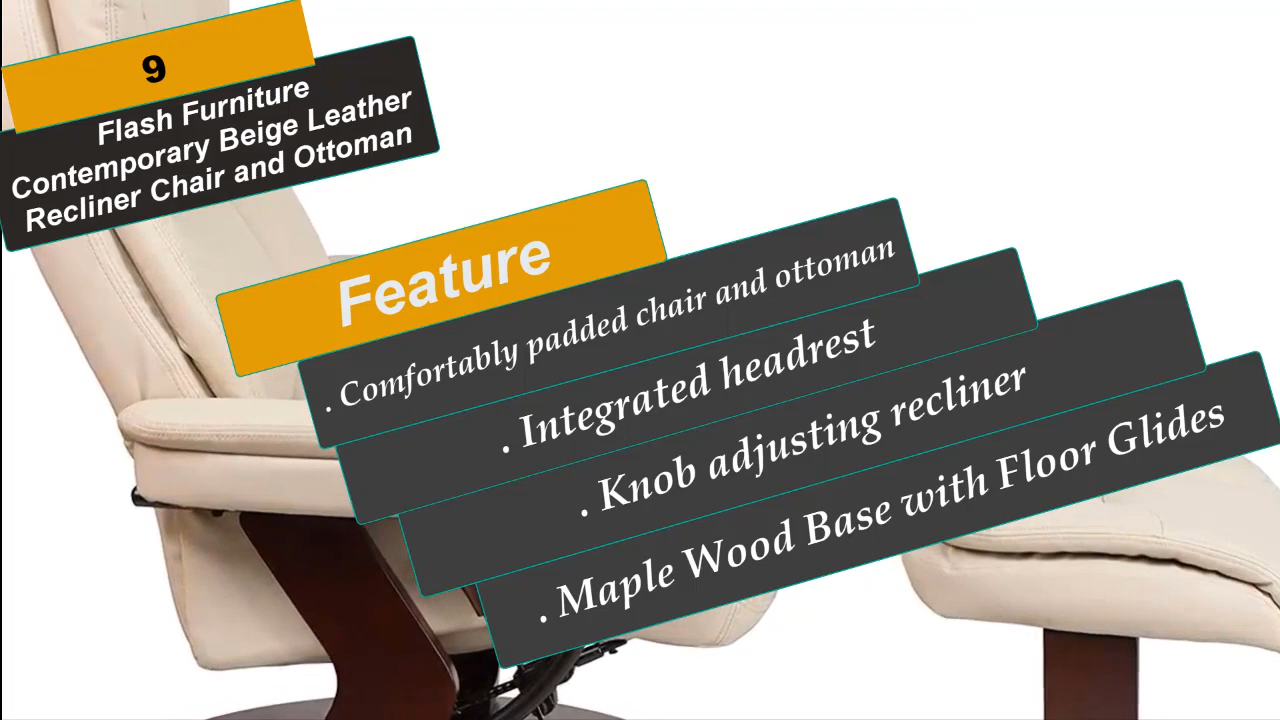 9
Flash Furniture
Contemporary Beige Leather
Recliner Chair and Ottoman
Feature
. Comfortably padded chair and ottoman
. Integrated headrest
. Knob adjusting recliner
. Maple Wood Base with Floor Glides